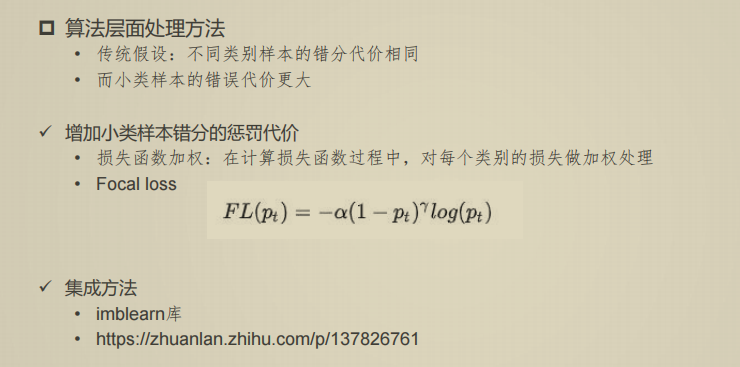 算法层面处理方法
• 传统假设：不同类别样本的错分代价相同
• 而小类样本的错误代价更大
✓ 增加小类样本错分的惩罚代价
• 损失函数加权：在计算损失函数过程中，对每个类别的损失做加权处理
• Focal loss
FL(pₜ) = −α(1 − pₜ)^γ log(pₜ)
✓ 集成方法
• imblearn库
• https://zhuanlan.zhihu.com/p/137826761